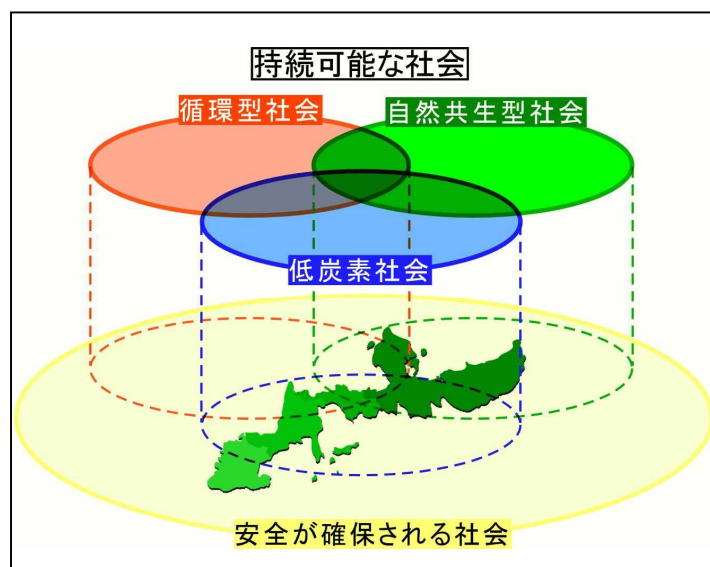 持続可能な社会
循環型社会
自然共生型社会
低炭素社会
安全が確保される社会